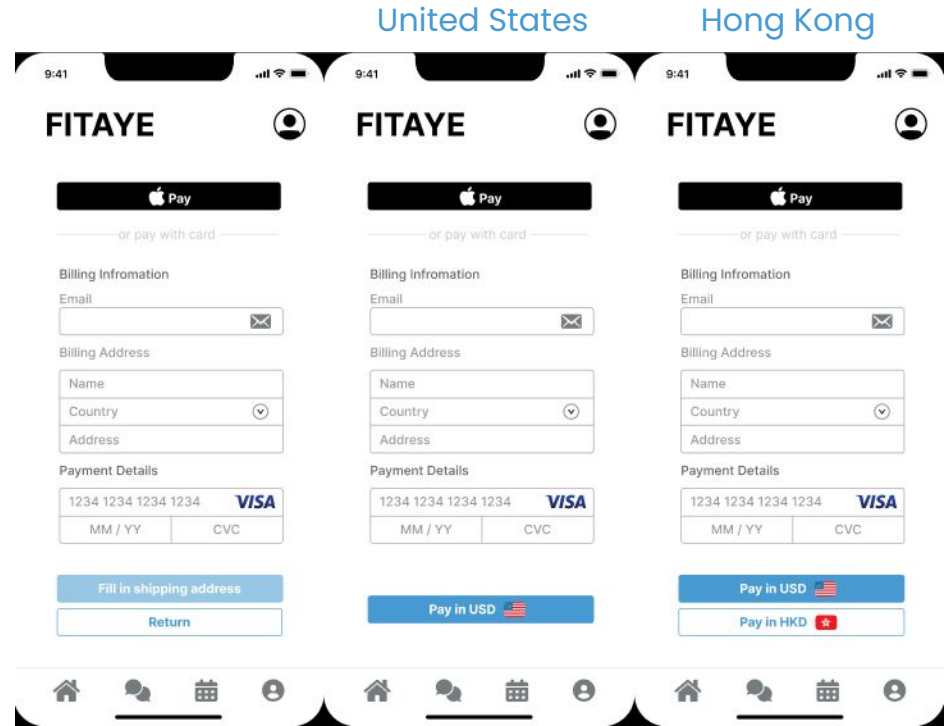 United States
Hong Kong
9:41
FITAYE
Pay
or pay with card
Billing Infromation
Email
Billing Address
Name
Country
Address
Payment Details
1234 1234 1234 1234 VISA
MM / YY CVC
Fill in shipping address
Return
9:41
FITAYE
Pay
or pay with card
Billing Infromation
Email
Billing Address
Name
Country
Address
Payment Details
1234 1234 1234 1234 VISA
MM / YY CVC
Pay in USD
9:41
FITAYE
Pay
or pay with card
Billing Infromation
Email
Billing Address
Name
Country
Address
Payment Details
1234 1234 1234 1234 VISA
MM / YY CVC
Pay in USD
Pay in HKD